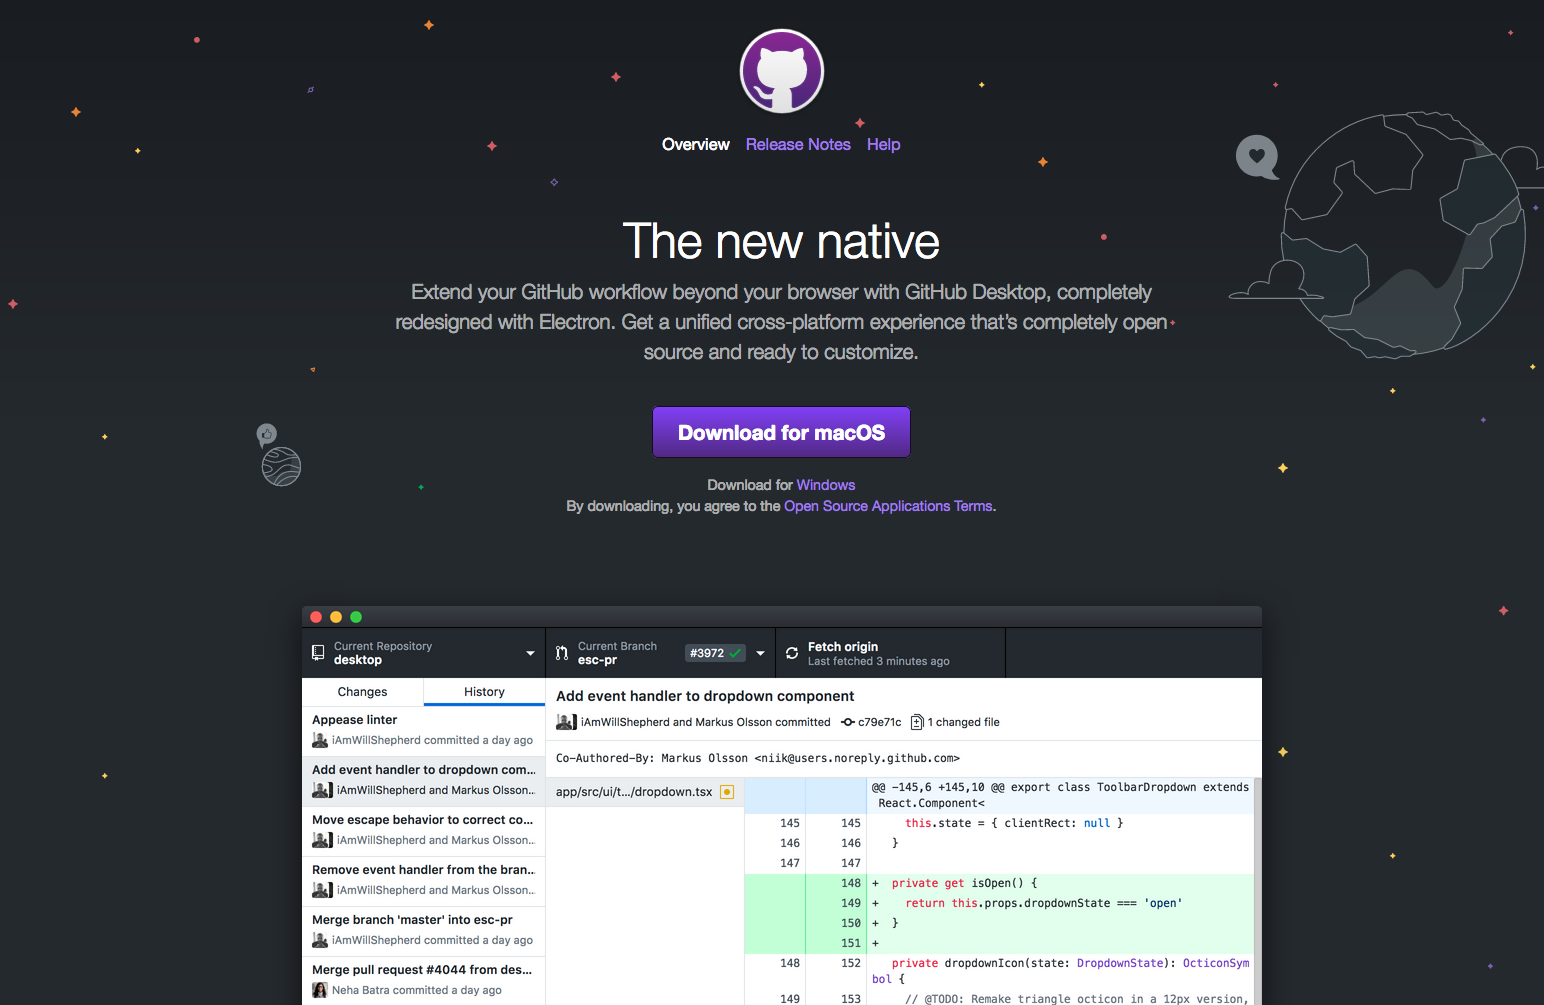 Overview Release Notes Help
The new native
Extend your GitHub workflow beyond your browser with GitHub Desktop, completely
redesigned with Electron. Get a unified cross-platform experience that's completely open
source and ready to customize.
Download for macOS
Download for Windows
By downloading, you agree to the Open Source Applications Terms.
Current Repository
desktop
Current Branch
esc-pr
#3972
Fetch origin
Last fetched 3 minutes ago
Changes
History
Appease linter
iAmWillShepherd committed a day ago
Add event handler to dropdown com...
iAmWillShepherd and Markus Olsson...
Move escape behavior to correct co...
iAmWillShepherd and Markus Olsson...
Remove event handler from the bran...
iAmWillShepherd and Markus Olsson...
Merge branch 'master' into esc-pr
iAmWillShepherd committed a day ago
Merge pull request #4044 from des...
Neha Batra committed a day ago
Add event handler to dropdown component
iAmWillShepherd and Markus Olsson committed c79e71c 1 changed file
Co-Authored-By: Markus Olsson <niik@users.noreply.github.com>
app/src/ui/t.../dropdown.tsx
@@ -145,6 +145,10 @@ export class ToolbarDropdown extends
React.Component<
145 145 this.state = { clientRect: null }
146 146 }
147 147
148 + private get isOpen() {
149 + return this.props.dropdownState === 'open'
150 + }
151 +
148 152 private dropdownIcon(state: DropdownState): OcticonSym
bol {
149 153 // @TODO: Remake triangle octicon in a 12px version,